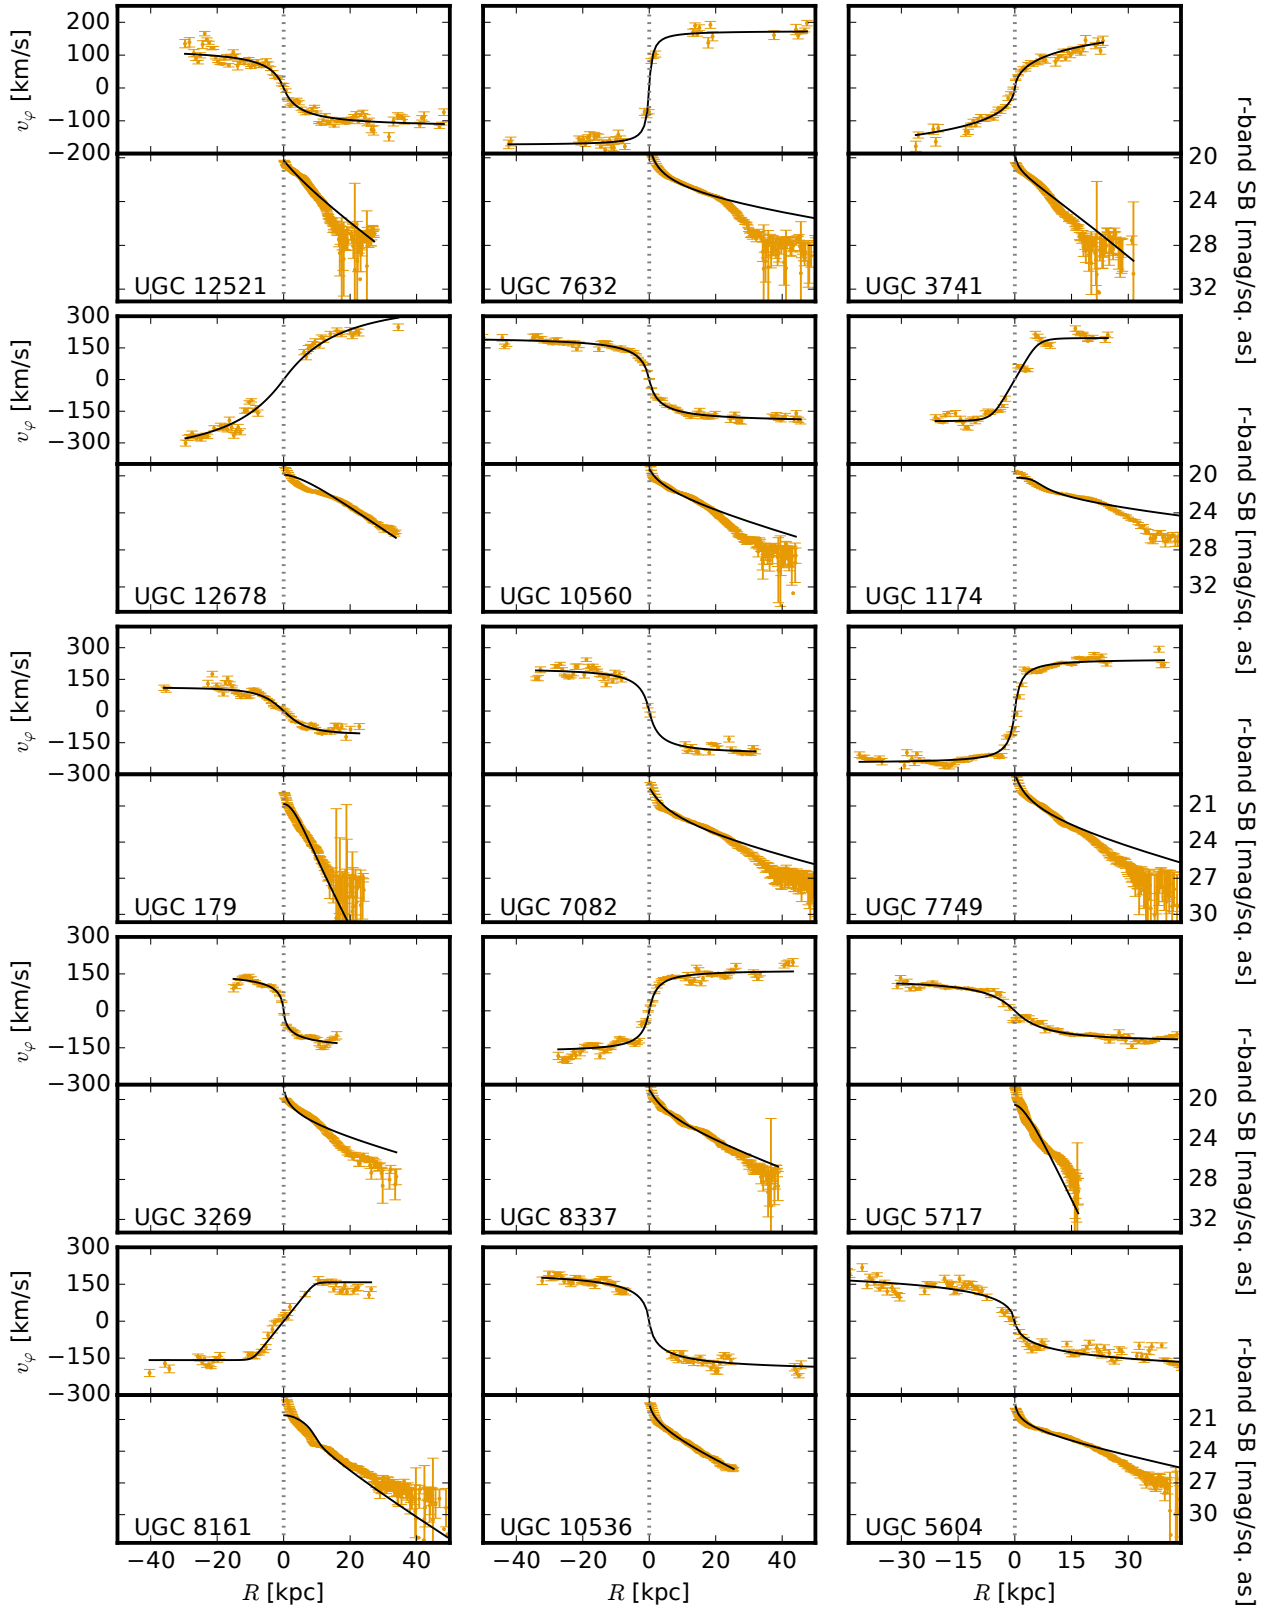 200
100
0
−100
−200
v_φ [km/s]
20
24
28
32
r-band SB [mag/sq. as]
UGC 12521
UGC 7632
UGC 3741
300
150
0
−150
−300
v_φ [km/s]
20
24
28
32
r-band SB [mag/sq. as]
UGC 12678
UGC 10560
UGC 1174
300
150
0
−150
−300
v_φ [km/s]
21
24
27
30
r-band SB [mag/sq. as]
UGC 179
UGC 7082
UGC 7749
300
150
0
−150
−300
v_φ [km/s]
20
24
28
32
r-band SB [mag/sq. as]
UGC 3269
UGC 8337
UGC 5717
300
150
0
−150
−300
v_φ [km/s]
21
24
27
30
r-band SB [mag/sq. as]
UGC 8161
UGC 10536
UGC 5604
−40 −20 0 20 40
−40 −20 0 20 40
−30 −15 0 15 30
R [kpc]
R [kpc]
R [kpc]